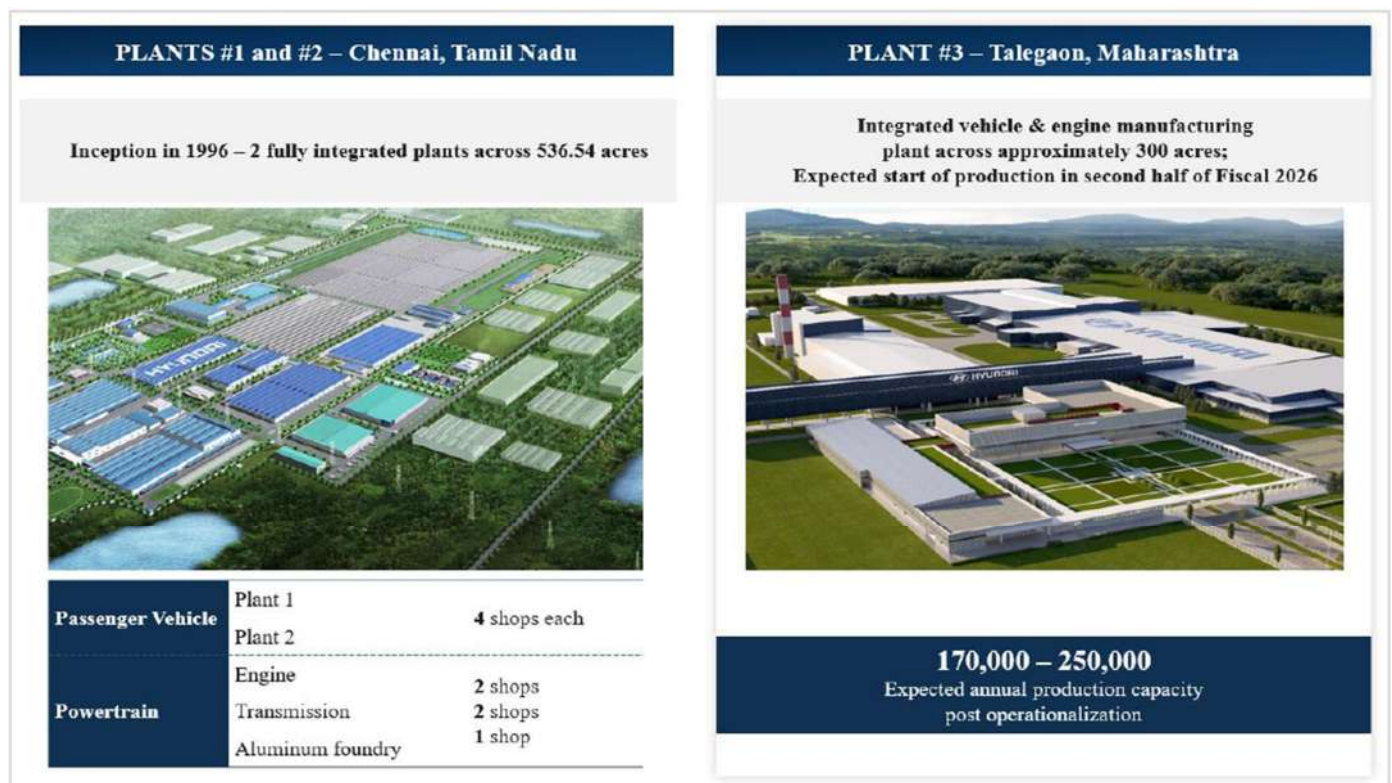 PLANTS #1 and #2 – Chennai, Tamil Nadu
Inception in 1996 – 2 fully integrated plants across 536.54 acres
HYUNDAI
Passenger Vehicle
Plant 1
Plant 2
4 shops each
Powertrain
Engine
2 shops
Transmission
2 shops
Aluminum foundry
1 shop
PLANT #3 – Talegaon, Maharashtra
Integrated vehicle & engine manufacturing
plant across approximately 300 acres;
Expected start of production in second half of Fiscal 2026
HYUNDAI
HYUNDAI
170,000 – 250,000
Expected annual production capacity
post operationalization